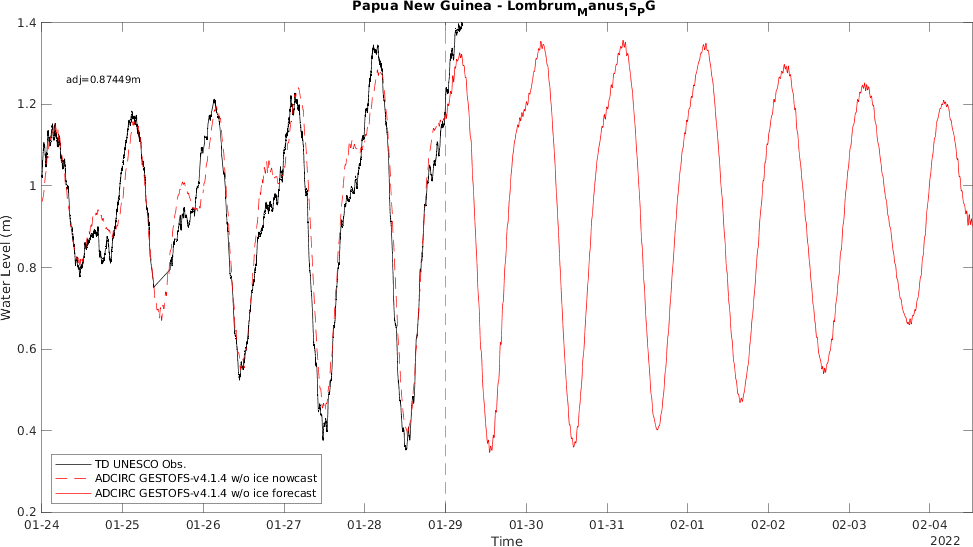 Papua New Guinea - LombrumManusIsPG
1.4
adj=0.87449m
1.2
1
0.8
0.6
0.4
0.2
Water Level (m)
TD UNESCO Obs.
ADCIRC GESTOFS-v4.1.4 w/o ice nowcast
ADCIRC GESTOFS-v4.1.4 w/o ice forecast
01-24 01-25 01-26 01-27 01-28 01-29 01-30 01-31 02-01 02-02 02-03 02-04
Time
2022